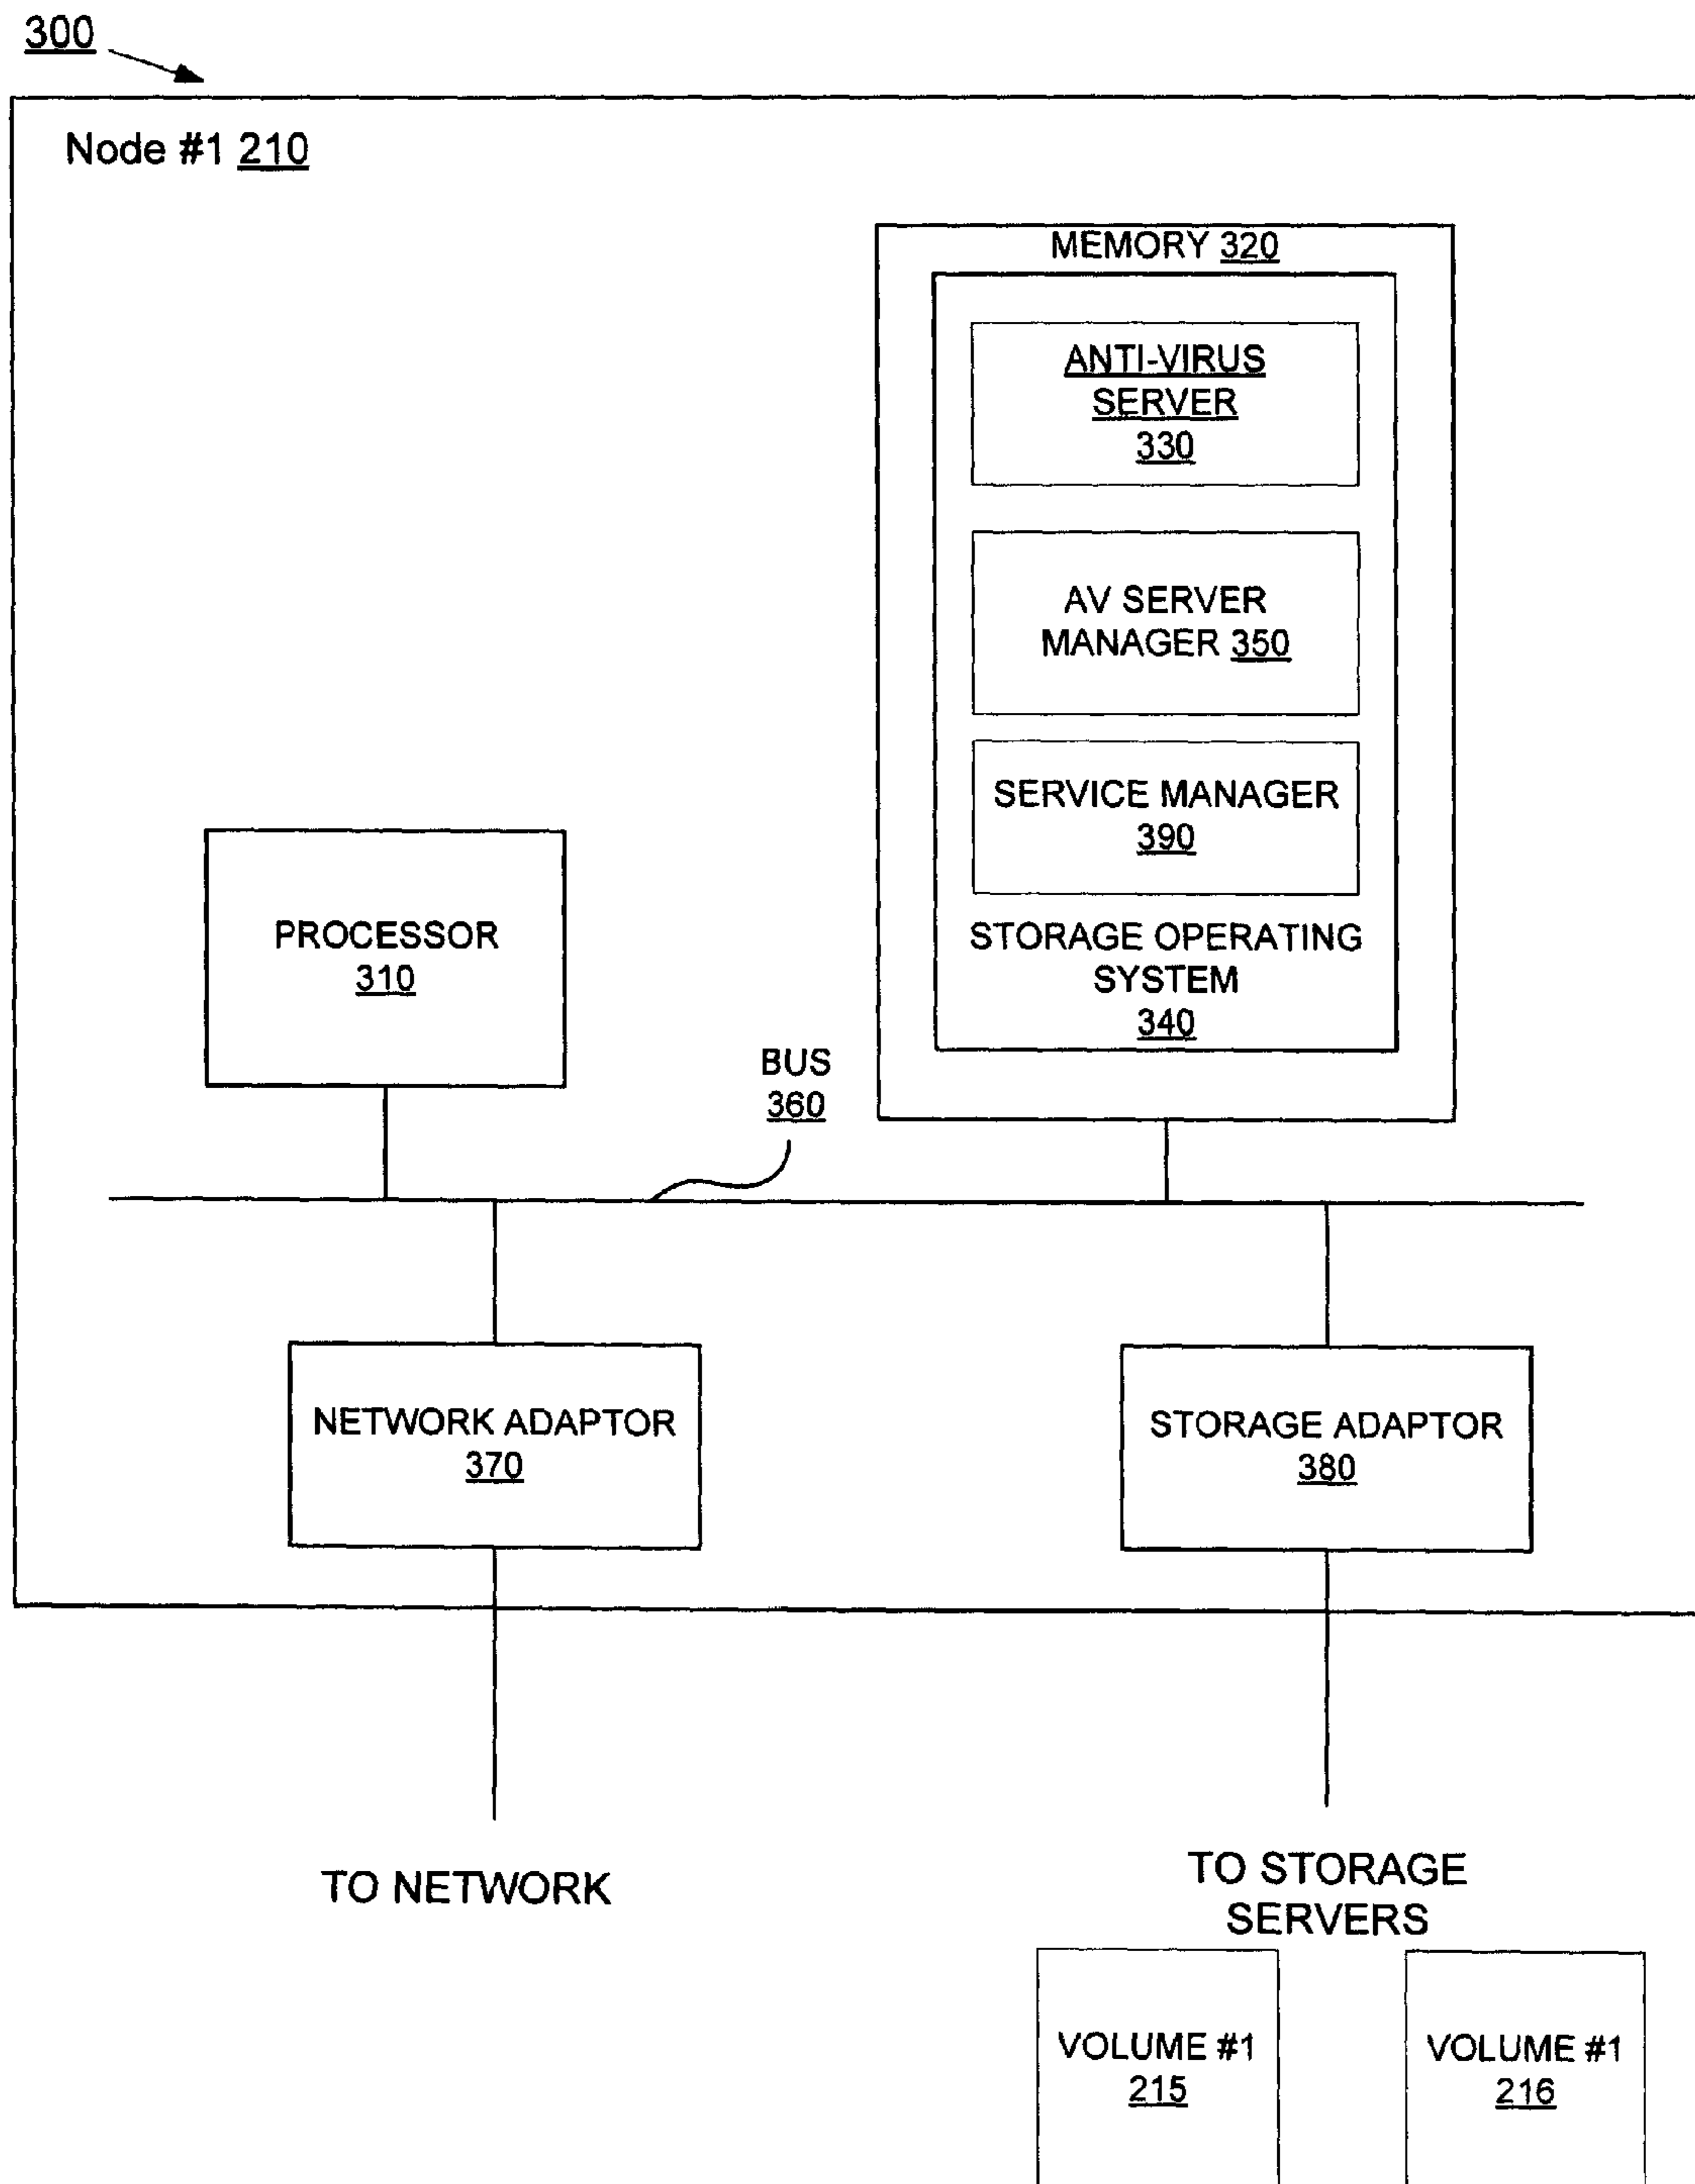 300
Node #1 210
MEMORY 320
ANTI-VIRUS
SERVER
330
AV SERVER
MANAGER 350
SERVICE MANAGER
390
STORAGE OPERATING
SYSTEM
340
PROCESSOR
310
BUS
360
NETWORK ADAPTOR
370
STORAGE ADAPTOR
380
TO NETWORK
TO STORAGE
SERVERS
VOLUME #1
215
VOLUME #1
216